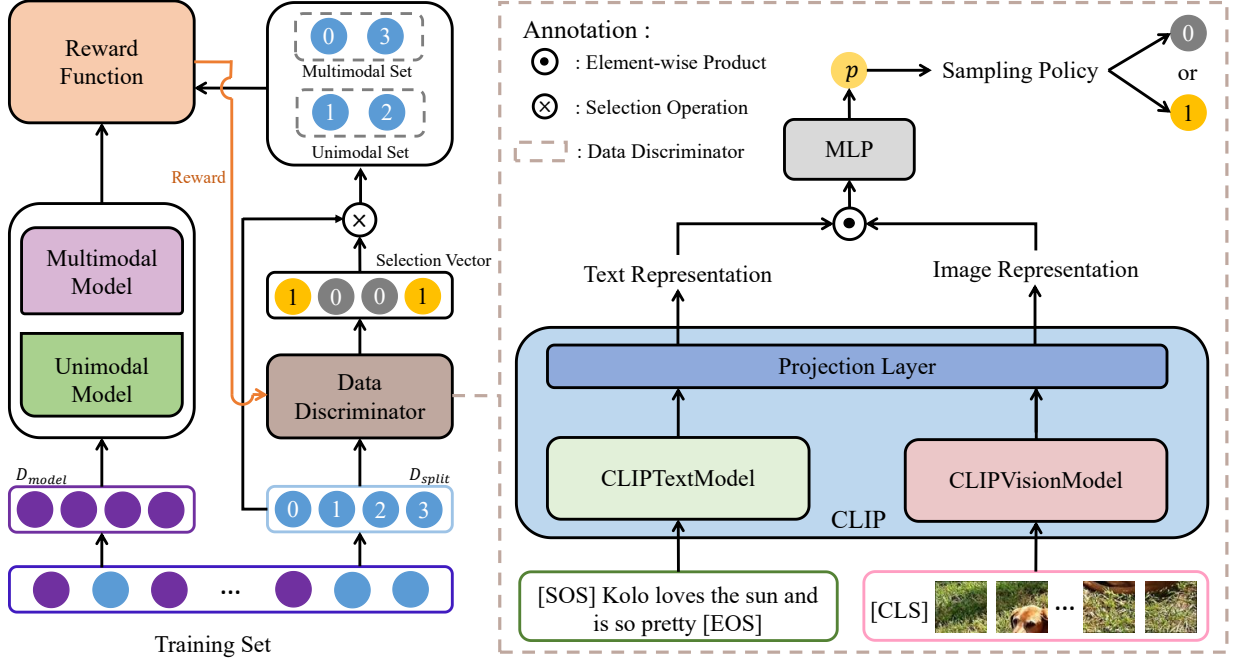 Reward
Function
0 3
Multimodal Set
1 2
Unimodal Set
Reward
×
Selection Vector
1 0 0 1
Multimodal
Model
Unimodal
Model
Data
Discriminator
D_model
D_split
0 1 2 3
...
Training Set
Annotation :
: Element-wise Product
: Selection Operation
: Data Discriminator
p
Sampling Policy
0
or
1
MLP
Text Representation
Image Representation
Projection Layer
CLIPTextModel
CLIPVisionModel
CLIP
[SOS] Kolo loves the sun and
is so pretty [EOS]
[CLS]
...